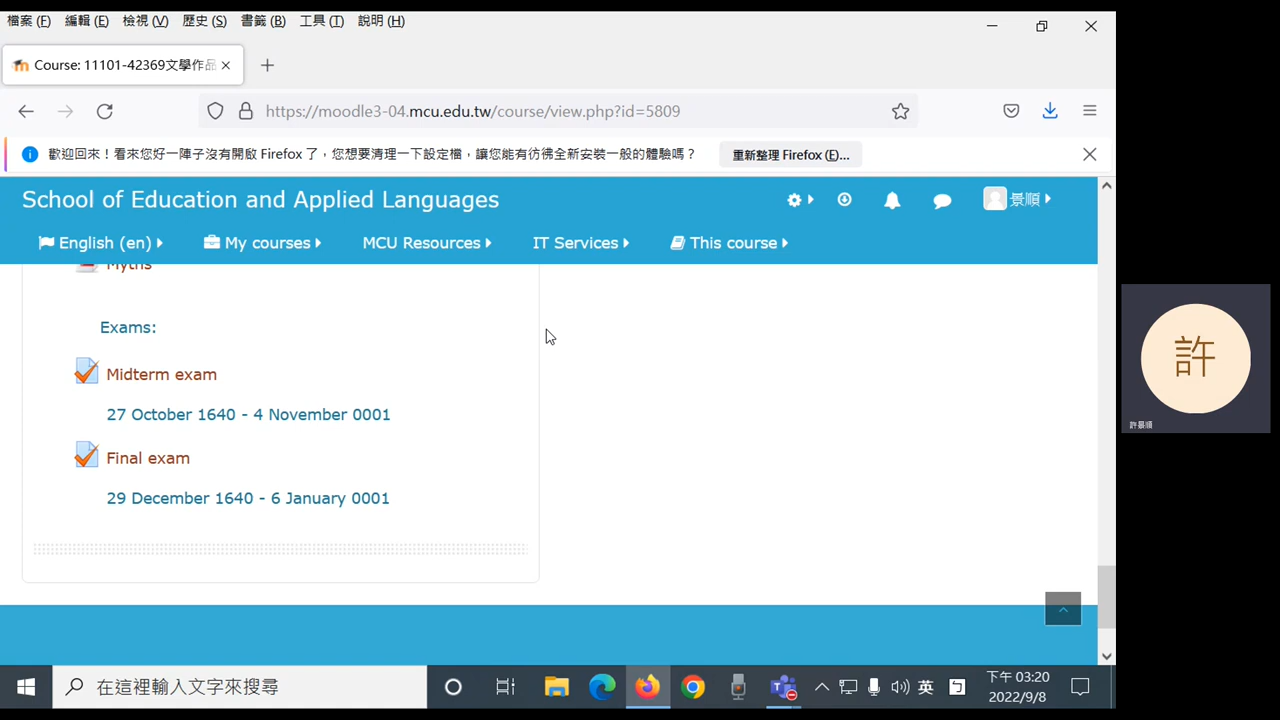 檔案 (F) 編輯 (E) 檢視 (V) 歷史 (S) 書籤 (B) 工具 (T) 說明 (H)
Course: 11101-42369文學作品
https://moodle3-04.mcu.edu.tw/course/view.php?id=5809
歡迎回來！看來您好一陣子沒有開啟 Firefox 了，您想要清理一下設定檔，讓您能有彷彿全新安裝一般的體驗嗎？ 重新整理 Firefox (E)...
School of Education and Applied Languages 景順
English (en) My courses MCU Resources IT Services This course
Myths
Exams:
Midterm exam
27 October 1640 - 4 November 0001
Final exam
29 December 1640 - 6 January 0001
許
許景順
在這裡輸入文字來搜尋
英
下午 03:20
2022/9/8